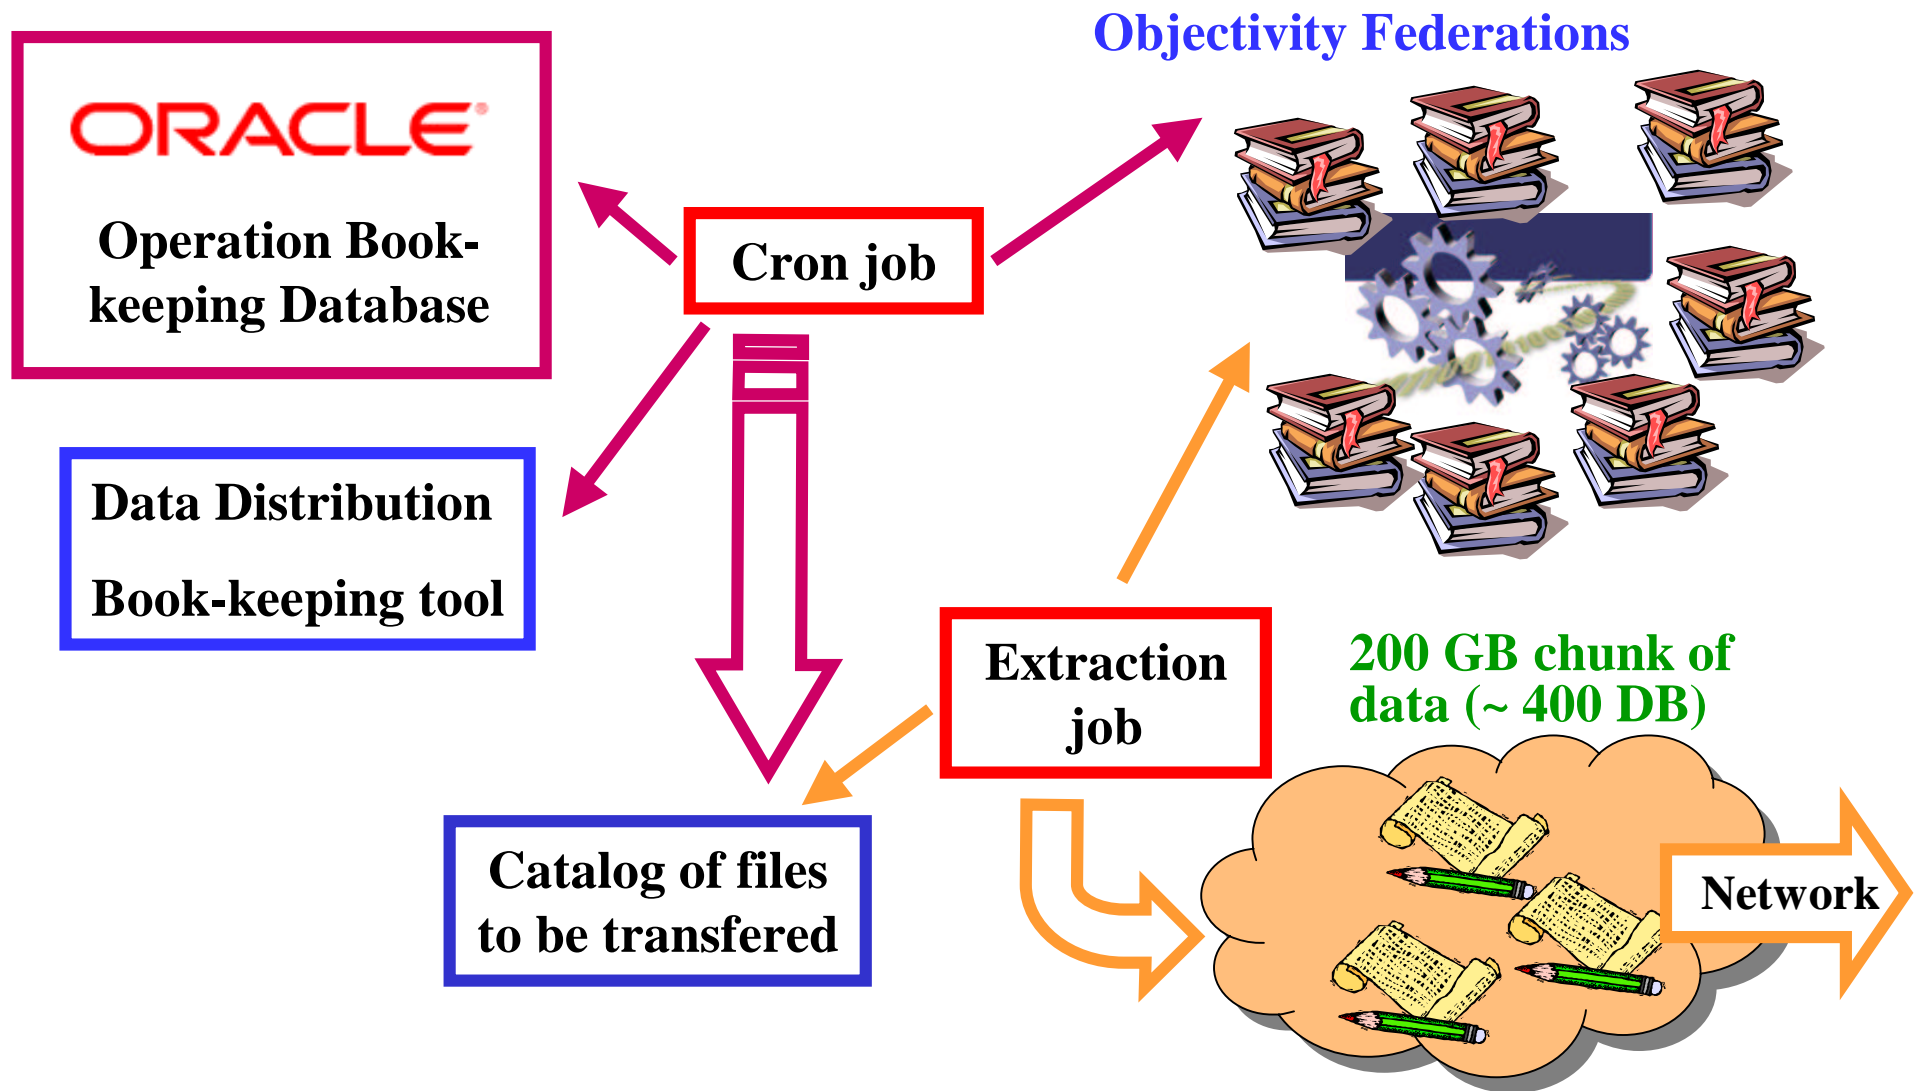 Objectivity Federations
ORACLE®
Operation Book-
keeping Database
Cron job
Data Distribution
Book-keeping tool
Extraction
job
200 GB chunk of
data (~ 400 DB)
Catalog of files
to be transfered
Network